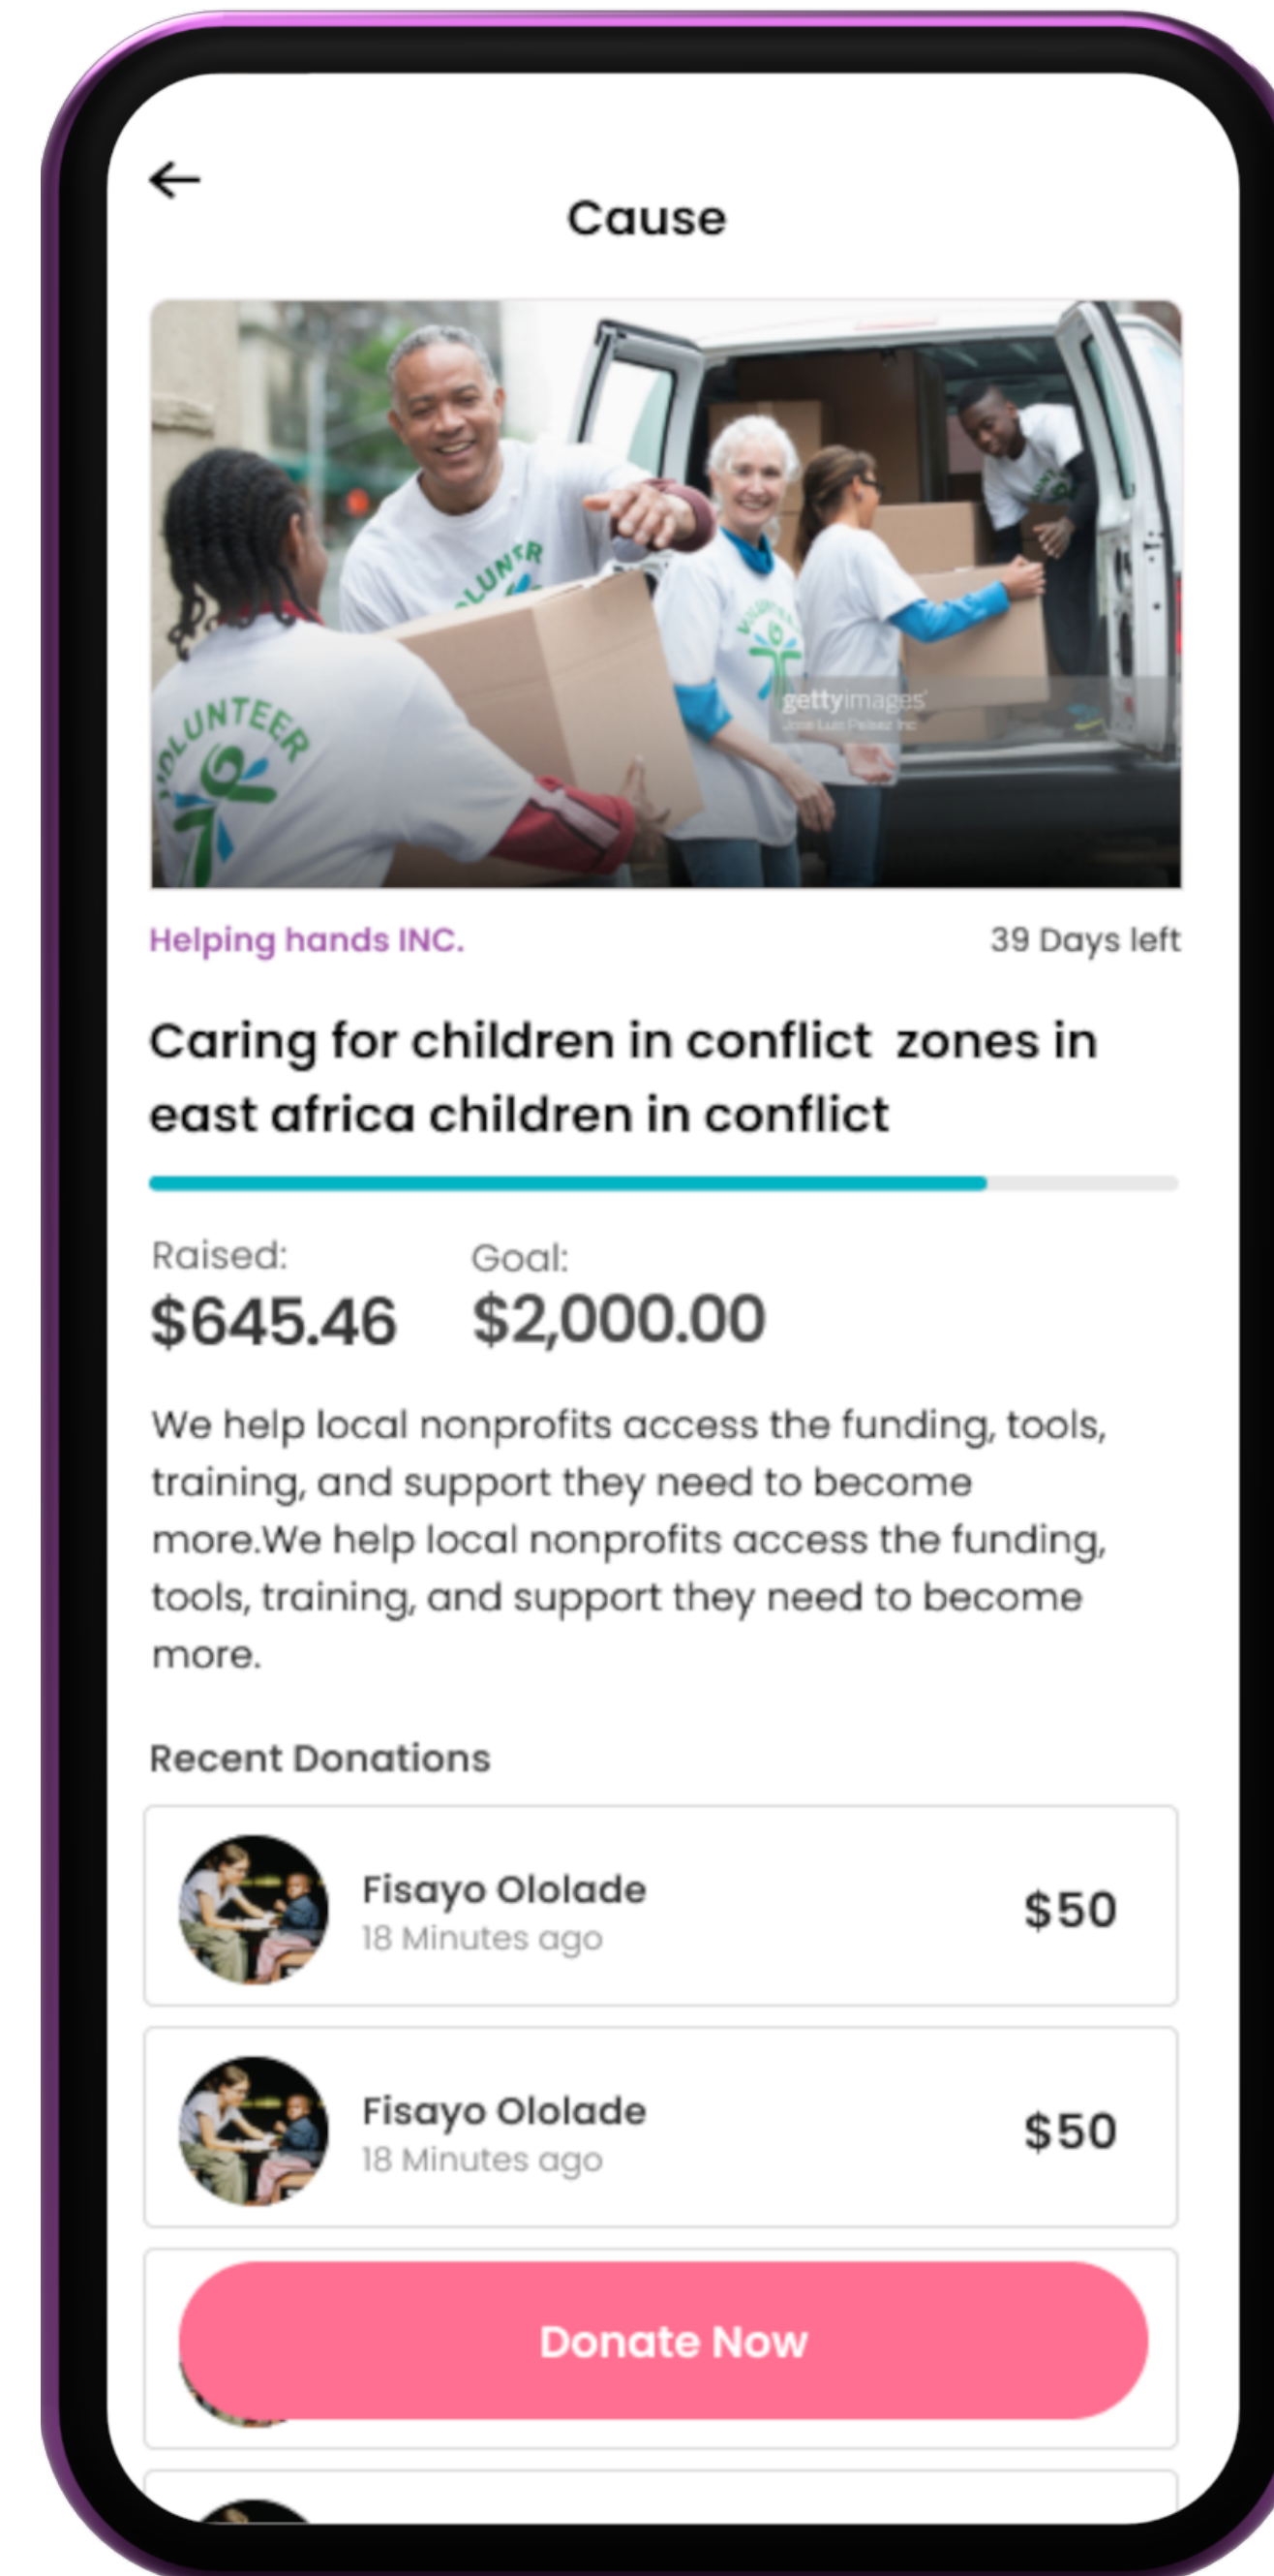 Cause
VOLUNTEER
gettyimages
Jose Luis Pelaez Inc
Helping hands INC.
39 Days left
Caring for children in conflict  zones in
east africa children in conflict
Raised:
Goal:
$645.46
$2,000.00
We help local nonprofits access the funding, tools,
training, and support they need to become
more.We help local nonprofits access the funding,
tools, training, and support they need to become
more.
Recent Donations
Fisayo Ololade
18 Minutes ago
$50
Fisayo Ololade
18 Minutes ago
$50
Donate Now